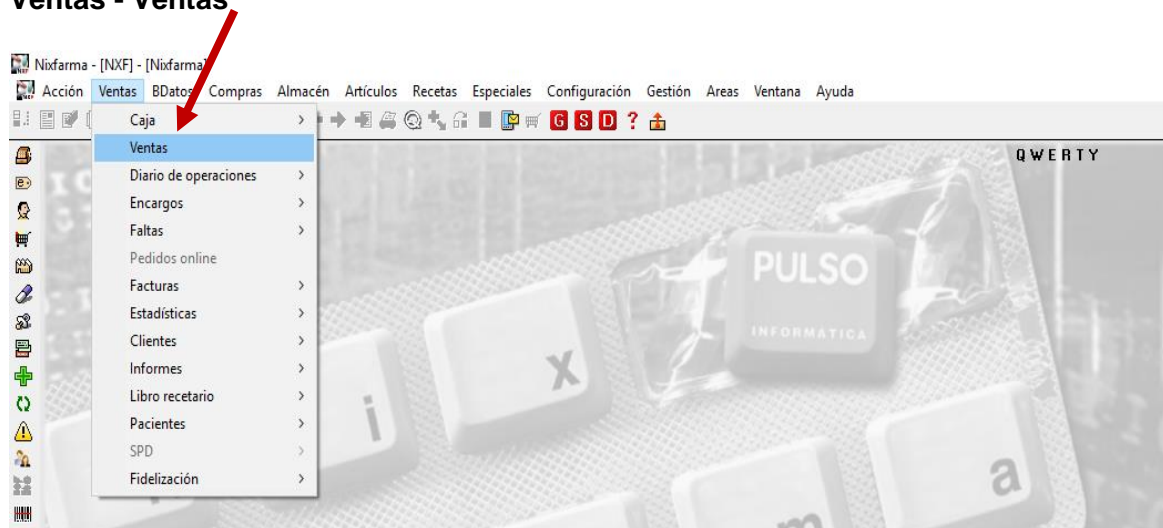 Ventas - Ventas
Nixfarma - [NXF] - [Nixfarma]
Acción Ventas BDatos Compras Almacén Artículos Recetas Especiales Configuración Gestión Areas Ventana Ayuda
G S D ?
Caja >
Ventas
QWERTY
Diario de operaciones >
Encargos >
Faltas >
Pedidos online
Facturas >
Estadísticas >
Clientes >
Informes >
Libro recetario >
Pacientes >
SPD >
Fidelización >
PULSO
INFORMÁTICA
i
x
m
a